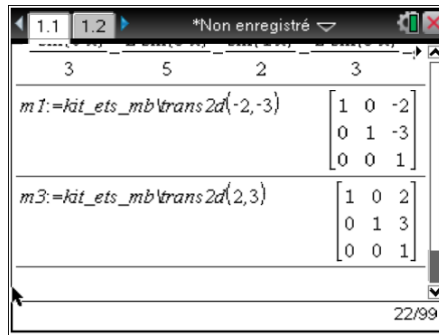 1.1 1.2 *Non enregistré
3 5 2 3
m1:=kit_ets_mb\trans2d(-2,-3)
1 0 -2
0 1 -3
0 0 1
m3:=kit_ets_mb\trans2d(2,3)
1 0 2
0 1 3
0 0 1
22/99